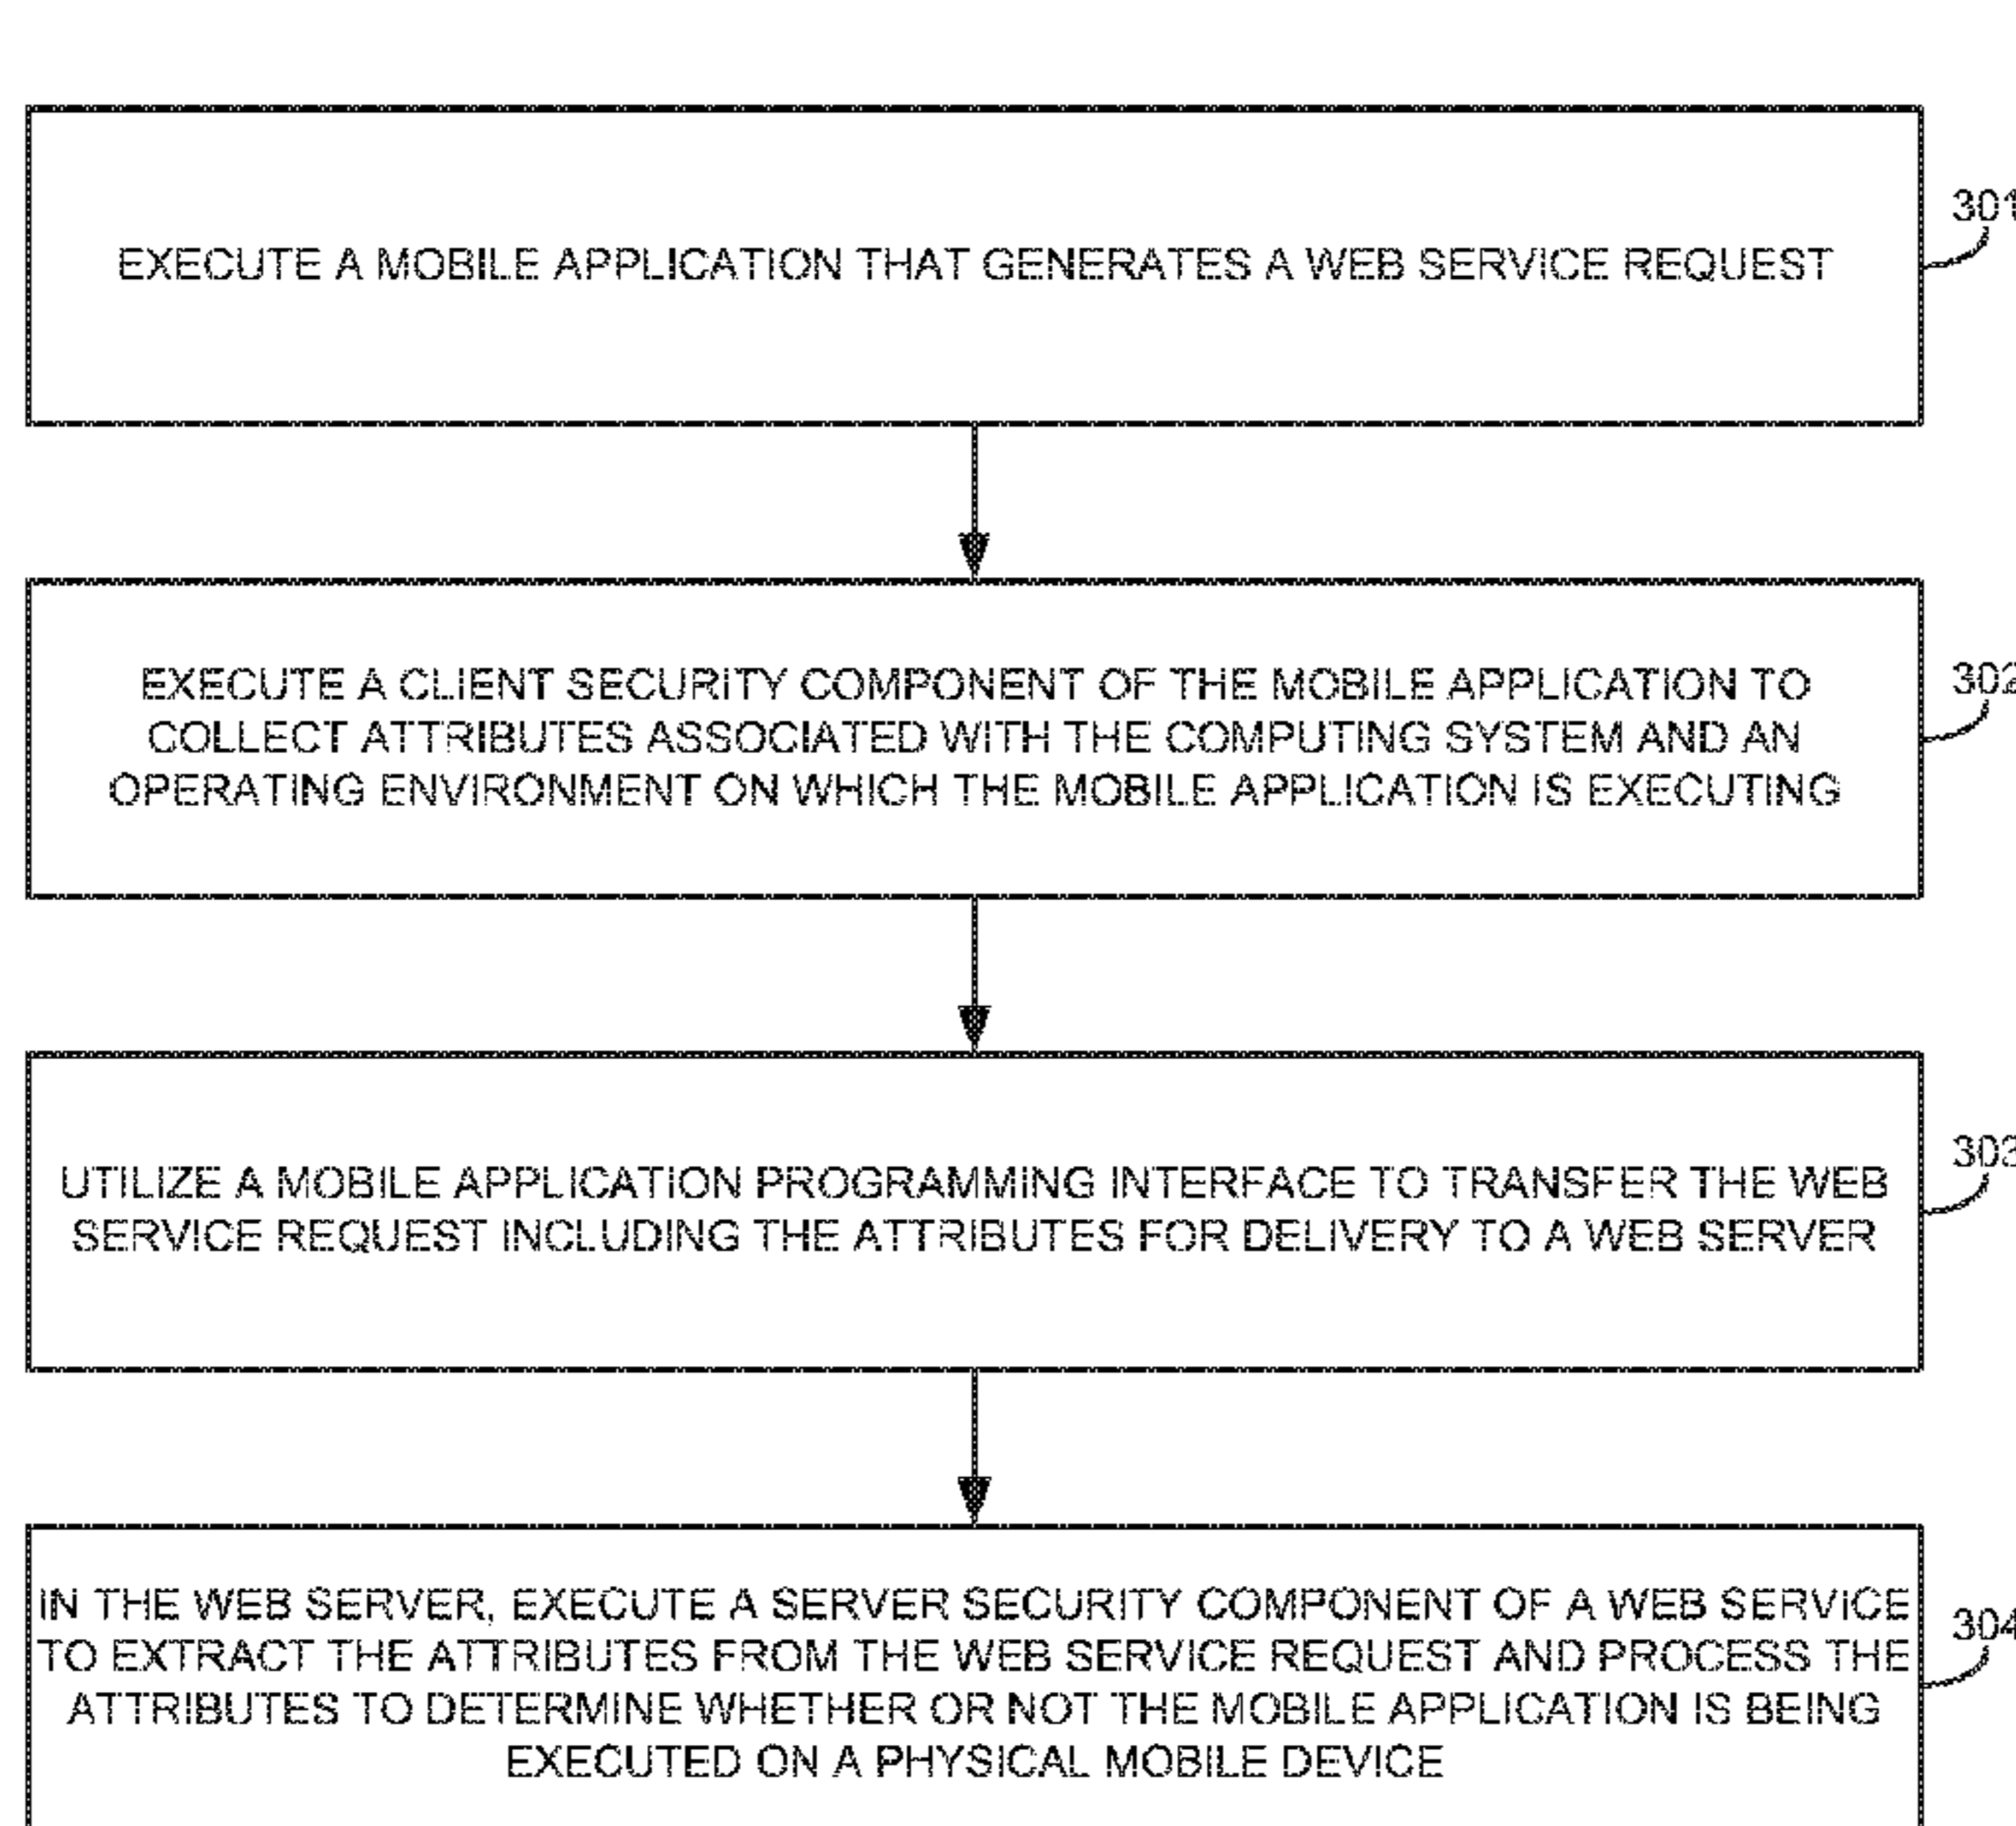 EXECUTE A MOBILE APPLICATION THAT GENERATES A WEB SERVICE REQUEST
301
EXECUTE A CLIENT SECURITY COMPONENT OF THE MOBILE APPLICATION TO
COLLECT ATTRIBUTES ASSOCIATED WITH THE COMPUTING SYSTEM AND AN
OPERATING ENVIRONMENT ON WHICH THE MOBILE APPLICATION IS EXECUTING
302
UTILIZE A MOBILE APPLICATION PROGRAMMING INTERFACE TO TRANSFER THE WEB
SERVICE REQUEST INCLUDING THE ATTRIBUTES FOR DELIVERY TO A WEB SERVER
303
IN THE WEB SERVER, EXECUTE A SERVER SECURITY COMPONENT OF A WEB SERVICE
TO EXTRACT THE ATTRIBUTES FROM THE WEB SERVICE REQUEST AND PROCESS THE
ATTRIBUTES TO DETERMINE WHETHER OR NOT THE MOBILE APPLICATION IS BEING
EXECUTED ON A PHYSICAL MOBILE DEVICE
304